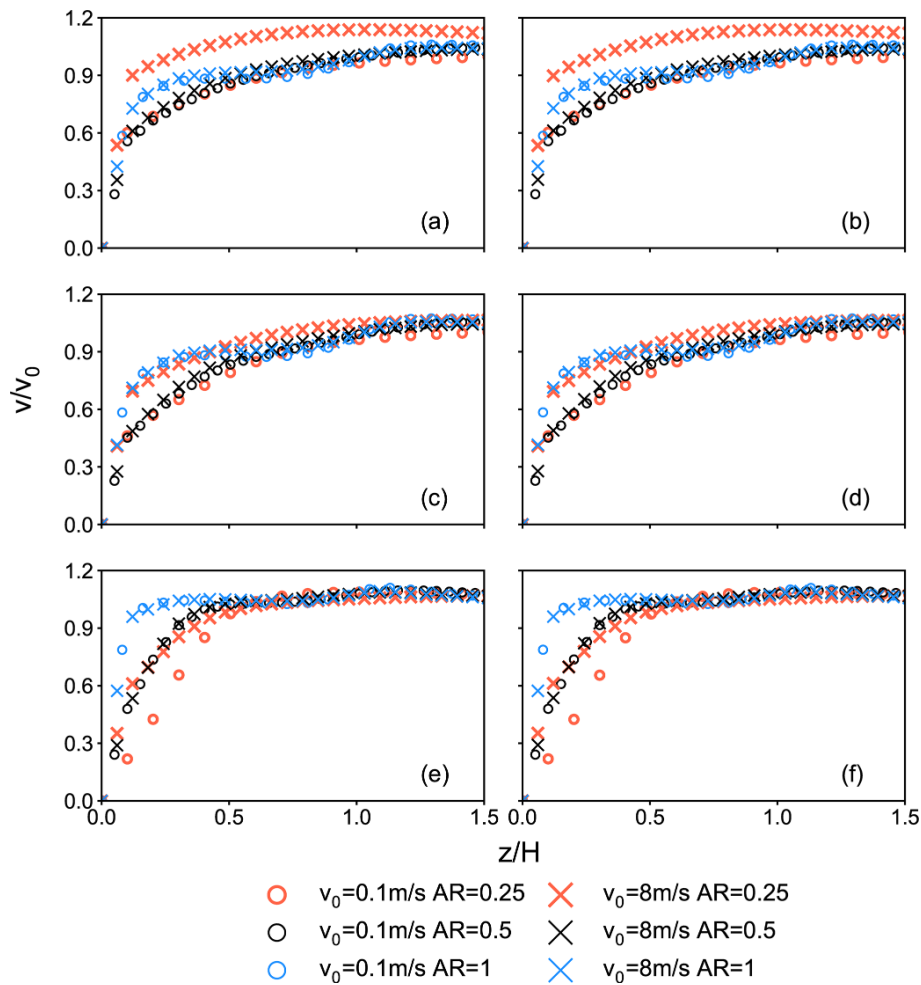 1.2
0.9
0.6
0.3
0.0
(a)
(b)
1.2
0.9
0.6
0.3
0.0
(c)
(d)
v/v0
1.2
0.9
0.6
0.3
0.0
(e)
(f)
0.0 0.5 1.0 1.5 0.0 0.5 1.0 1.5
z/H
v0=0.1m/s AR=0.25 v0=8m/s AR=0.25
v0=0.1m/s AR=0.5 v0=8m/s AR=0.5
v0=0.1m/s AR=1 v0=8m/s AR=1